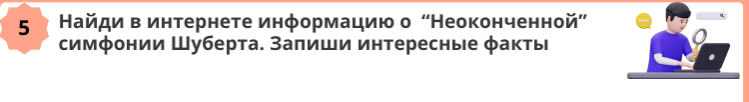 5
Найди в интернете информацию о “Неоконченной”
симфонии Шуберта. Запиши интересные факты